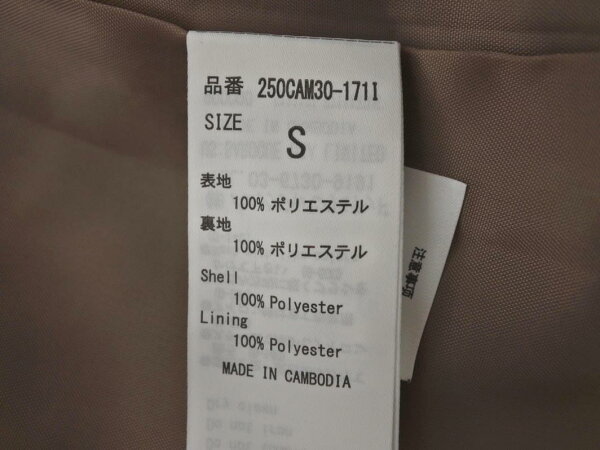 品番 250CAM30-171I
SIZE S
表地
100% ポリエステル
裏地
100% ポリエステル
Shell
100% Polyester
Lining
100% Polyester
MADE IN CAMBODIA
注意事項